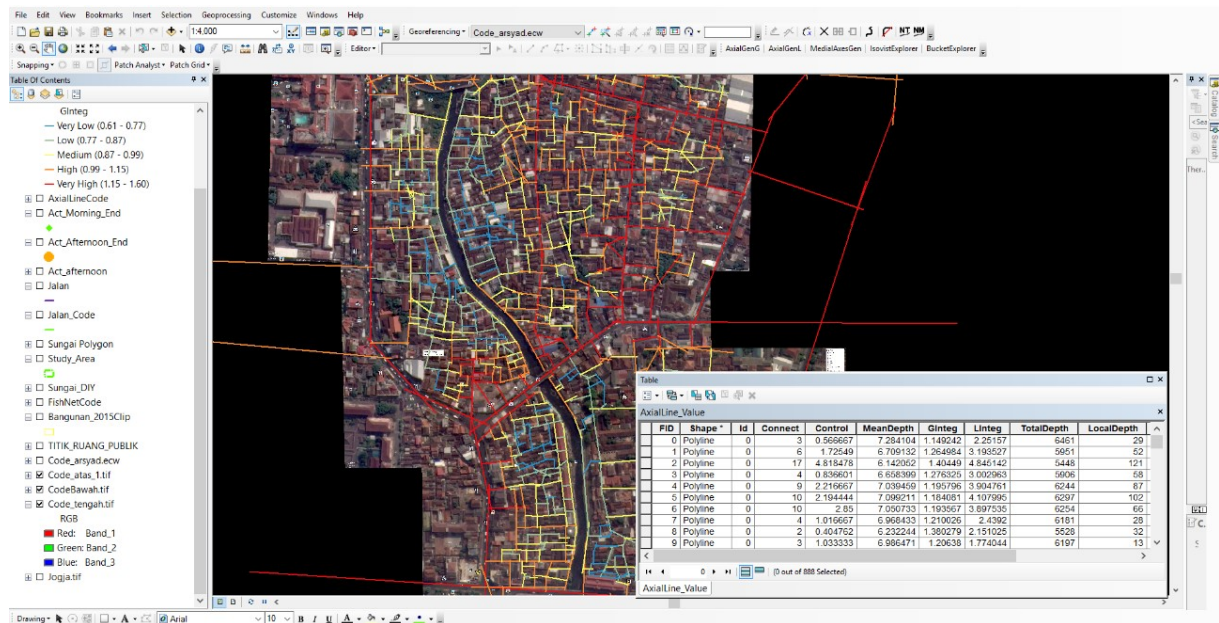 File Edit View Bookmarks Insert Selection Geoprocessing Customize Windows Help
1:4.000 Georeferencing Code_arsyad.ecw
Editor AxialGenG AxialGenL MedialAxesGen IsovistExplorer BucketExplorer
Snapping Patch Analyst Patch Grid
Table Of Contents
GInteg
Very Low (0.61 - 0.77)
Low (0.77 - 0.87)
Medium (0.87 - 0.99)
High (0.99 - 1.15)
Very High (1.15 - 1.60)
AxialLineCode
Act_Morning_End
Act_Afternoon_End
Act_afternoon
Jalan
Jalan_Code
Sungai Polygon
Study_Area
Sungai_DIY
FishNetCode
Bangunan_2015Clip
TITIK_RUANG_PUBLIK
Code_arsyad.ecw
Code_atas_1.tif
CodeBawah.tif
Code_tengah.tif
RGB
Red: Band_1
Green: Band_2
Blue: Band_3
Jogja.tif
Catalog
Search
Table
AxialLine_Value
FID Shape * Id Connect Control MeanDepth GInteg LInteg TotalDepth LocalDepth
0 Polyline 0 3 0.566667 7.284104 1.149242 2.25157 6461 29
1 Polyline 0 6 1.72549 6.709132 1.264984 3.193527 5951 52
2 Polyline 0 17 4.818478 6.142052 1.40449 4.845142 5448 121
3 Polyline 0 4 0.836601 6.658399 1.276325 3.002963 5906 58
4 Polyline 0 9 2.216667 7.039459 1.195796 3.904761 6244 87
5 Polyline 0 10 2.194444 7.099211 1.184081 4.107995 6297 102
6 Polyline 0 10 2.85 7.050733 1.193567 3.897535 6254 66
7 Polyline 0 4 1.016667 6.968433 1.210026 2.4392 6181 28
8 Polyline 0 2 0.404762 6.232244 1.380279 2.151025 5528 32
9 Polyline 0 3 1.033333 6.986471 1.20638 1.774044 6197 13
0 (0 out of 888 Selected)
AxialLine_Value
Drawing Arial 10 B I U A